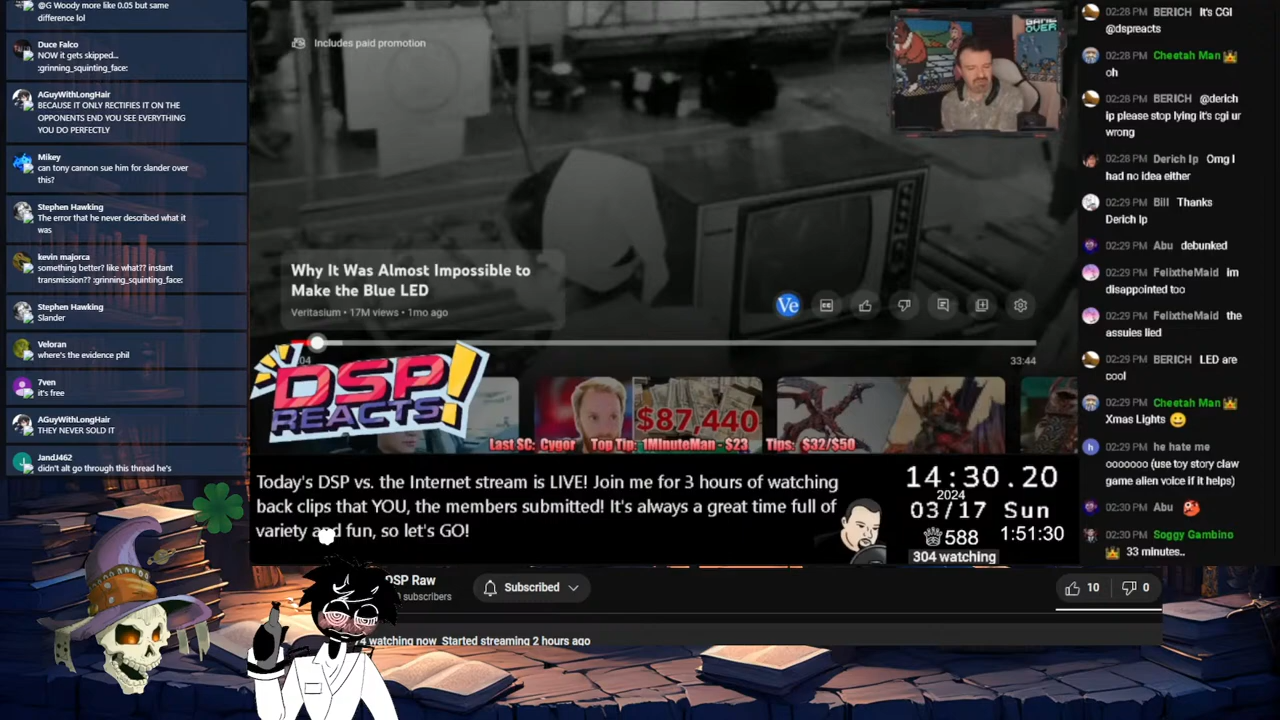 @G Woody more like 0.05 but same
difference lol
Duce Falco
NOW it gets skipped...
:grinning_squinting_face:
AGuyWithLongHair
BECAUSE IT ONLY RECTIFIES IT ON THE
OPPONENTS END YOU SEE EVERYTHING
YOU DO PERFECTLY
Mikey
can tony cannon sue him for slander over
this?
Stephen Hawking
The error that he never described what it
was
kevin majorca
something better? like what?? instant
transmission?? :grinning_squinting_face:
Stephen Hawking
Slander
Veloran
where's the evidence phil
7ven
it's free
AGuyWithLongHair
THEY NEVER SOLD IT
JandJ462
didn't alt go through this thread he's
Includes paid promotion
GAME
OVER
Why It Was Almost Impossible to
Make the Blue LED
Veritasium • 17M views • 1mo ago
Ve
CC
04
33:44
DSP
REACTS!
$87,440
Last SC: Cygor Top Tip: 1MinuteMan - $23 Tips: $32/$50
Today's DSP vs. the Internet stream is LIVE! Join me for 3 hours of watching
back clips that YOU, the members submitted! It's always a great time full of
variety and fun, so let's GO!
14:30.20
2024
03/17 Sun
588
1:51:30
304 watching
DSP Raw
subscribers
Subscribed
10
0
4 watching now Started streaming 2 hours ago
02:28 PM BERICH It's CGI
@dspreacts
02:28 PM Cheetah Man
oh
02:28 PM BERICH @derich
ip please stop lying it's cgi ur
wrong
02:28 PM Derich Ip Omg I
had no idea either
02:29 PM Bill Thanks
Derich Ip
02:29 PM Abu debunked
02:29 PM FelixtheMaid im
disappointed too
02:29 PM FelixtheMaid the
assules lied
02:29 PM BERICH LED are
cool
02:29 PM Cheetah Man
Xmas Lights
02:29 PM he hate me
ooooooo (use toy story claw
game alien voice if it helps)
02:30 PM Abu
02:30 PM Soggy Gambino
33 minutes..